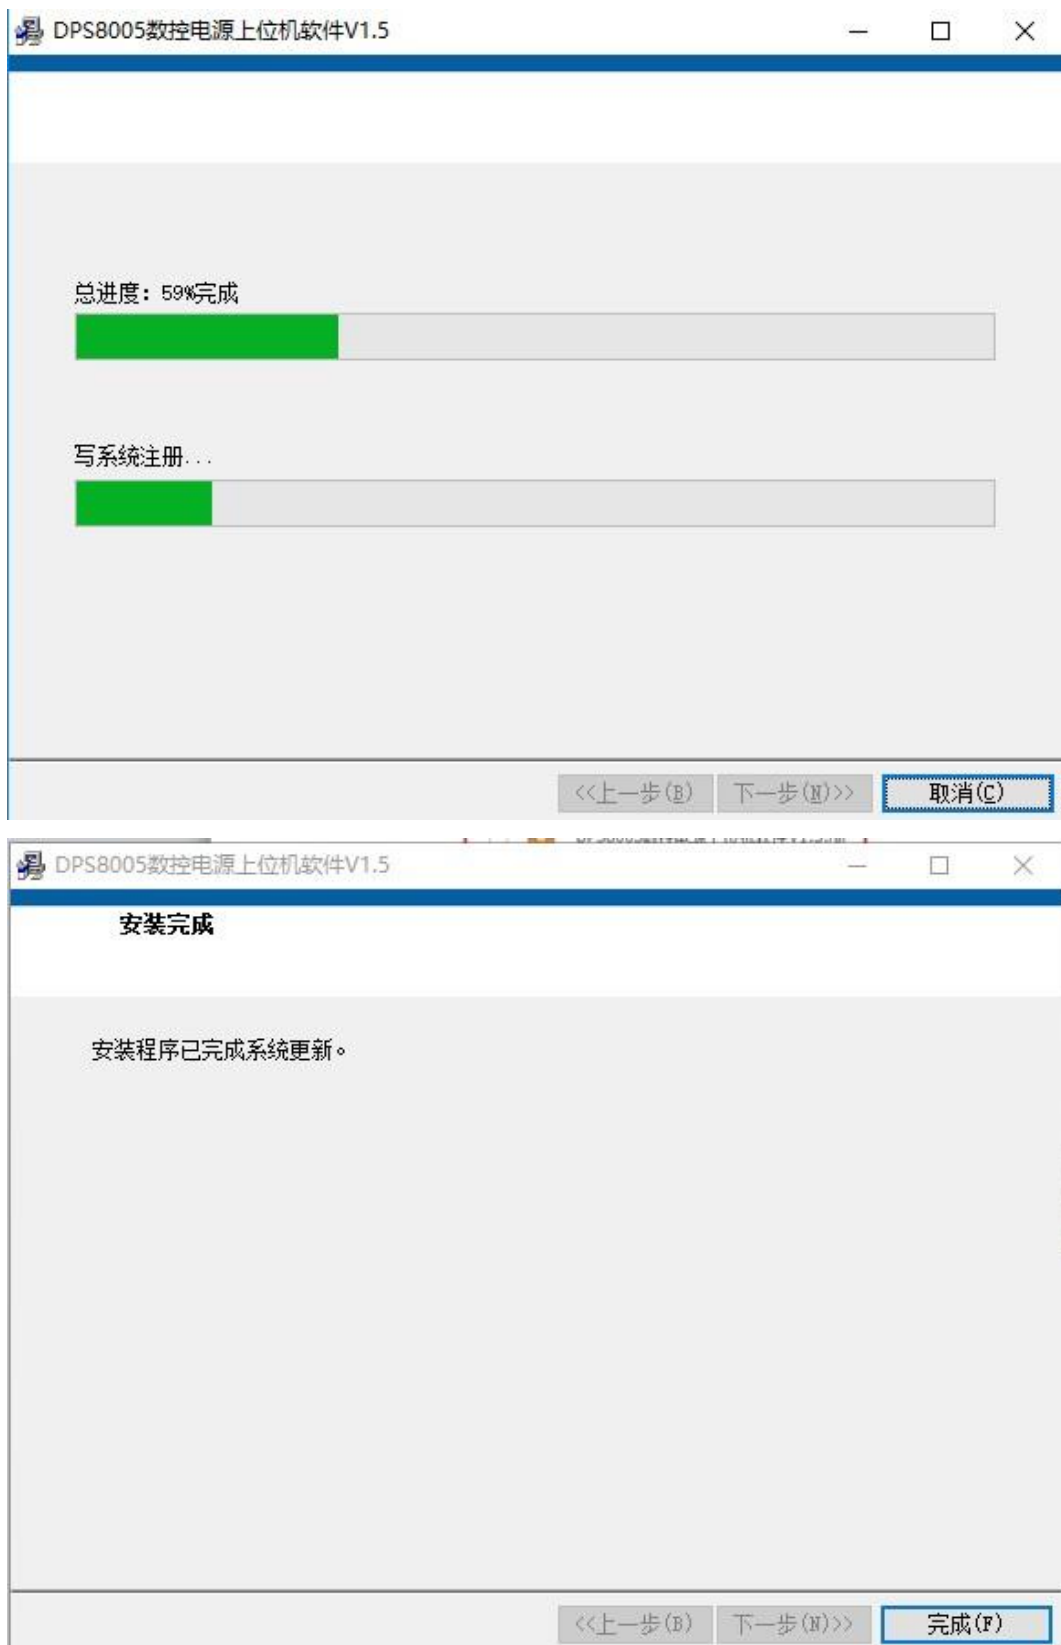 DPS8005数控电源上位机软件V1.5
总进度：59%完成
写系统注册...
<<上一步(B) 下一步(N)>> 取消(C)
DPS8005数控电源上位机软件V1.5
安装完成
安装程序已完成系统更新。
<<上一步(B) 下一步(N)>> 完成(F)